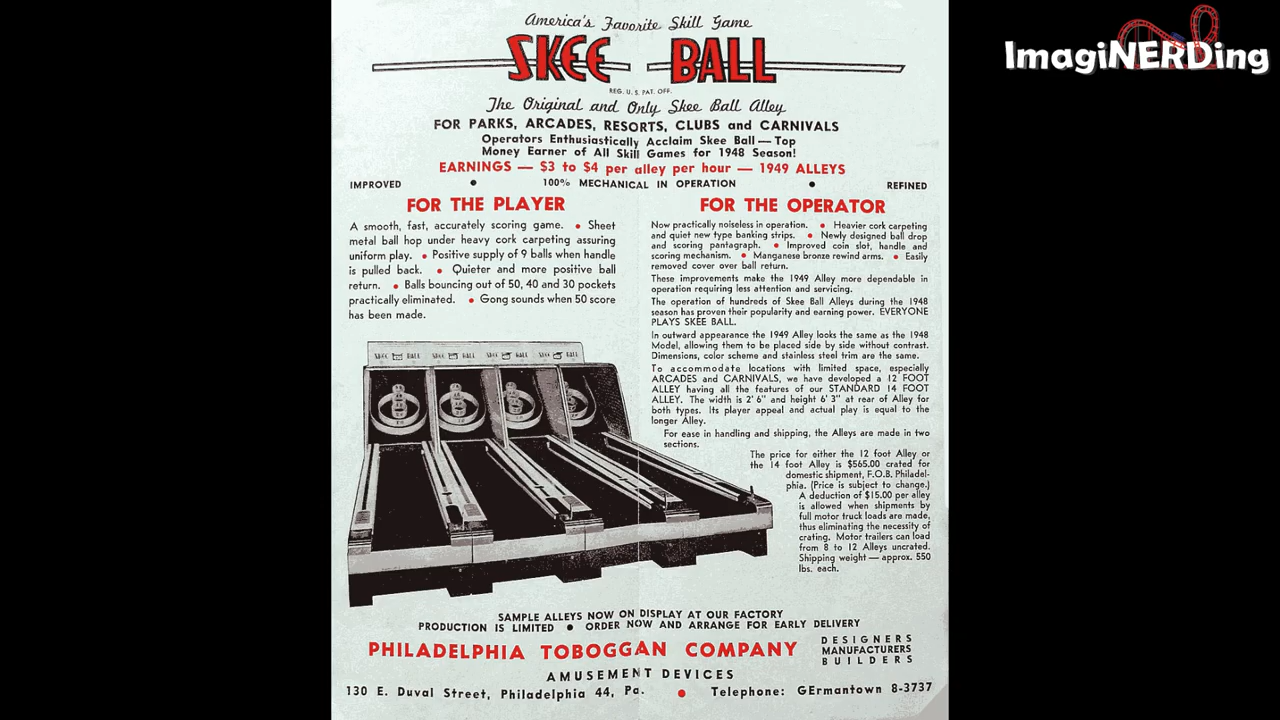 America's Favorite Skill Game
SKEE BALL
REG. U. S. PAT. OFF.
The Original and Only Skee Ball Alley
FOR PARKS, ARCADES, RESORTS, CLUBS and CARNIVALS
Operators Enthusiastically Acclaim Skee Ball — Top
Money Earner of All Skill Games for 1948 Season!
EARNINGS — $3 to $4 per alley per hour — 1949 ALLEYS
IMPROVED • 100% MECHANICAL IN OPERATION • REFINED
FOR THE PLAYER
A smooth, fast, accurately scoring game. • Sheet
metal ball hop under heavy cork carpeting assuring
uniform play. • Positive supply of 9 balls when handle
is pulled back. • Quieter and more positive ball
return. • Balls bouncing out of 50, 40 and 30 pockets
practically eliminated. • Gong sounds when 50 score
has been made.
FOR THE OPERATOR
Now practically noiseless in operation. • Heavier cork carpeting
and quiet new type banking strips. • Newly designed ball drop
and scoring pantagraph. • Improved coin slot, handle and
scoring mechanism. • Manganese bronze rewind arms. • Easily
removed cover over ball return.
These improvements make the 1949 Alley more dependable in
operation requiring less attention and servicing.
The operation of hundreds of Skee Ball Alleys during the 1948
season has proven their popularity and earning power. EVERYONE
PLAYS SKEE BALL.
In outward appearance the 1949 Alley looks the same as the 1948
Model, allowing them to be placed side by side without contrast.
Dimensions, color scheme and stainless steel trim are the same.
To accommodate locations with limited space, especially
ARCADES and CARNIVALS, we have developed a 12 FOOT
ALLEY having all the features of our STANDARD 14 FOOT
ALLEY. The width is 2' 6" and height 6' 3" at rear of Alley for
both types. Its player appeal and actual play is equal to the
longer Alley.
For ease in handling and shipping, the Alleys are made in two
sections.
The price for either the 12 foot Alley or
the 14 foot Alley is $565.00 crated for
domestic shipment, F.O.B. Philadel-
phia. (Price is subject to change.)
A deduction of $15.00 per alley
is allowed when shipments by
full motor truck loads are made,
thus eliminating the necessity of
crating. Motor trailers can load
from 8 to 12 Alleys uncrated.
Shipping weight — approx. 550
lbs. each.
SKEE BALL SKEE BALL SKEE BALL SKEE BALL
SAMPLE ALLEYS NOW ON DISPLAY AT OUR FACTORY
PRODUCTION IS LIMITED • ORDER NOW AND ARRANGE FOR EARLY DELIVERY
PHILADELPHIA TOBOGGAN COMPANY
DESIGNERS
MANUFACTURERS
BUILDERS
AMUSEMENT DEVICES
130 E. Duval Street, Philadelphia 44, Pa. • Telephone: GErmantown 8-3737
ImagiNERDing